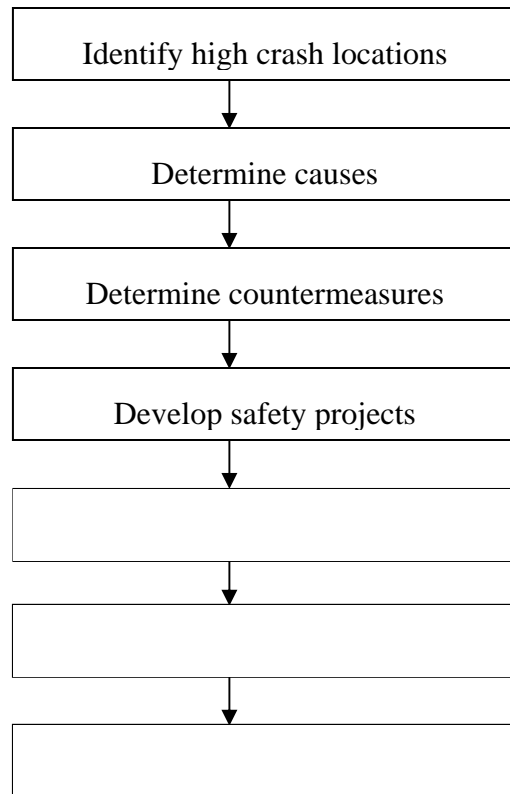 Identify high crash locations
Determine causes
Determine countermeasures
Develop safety projects